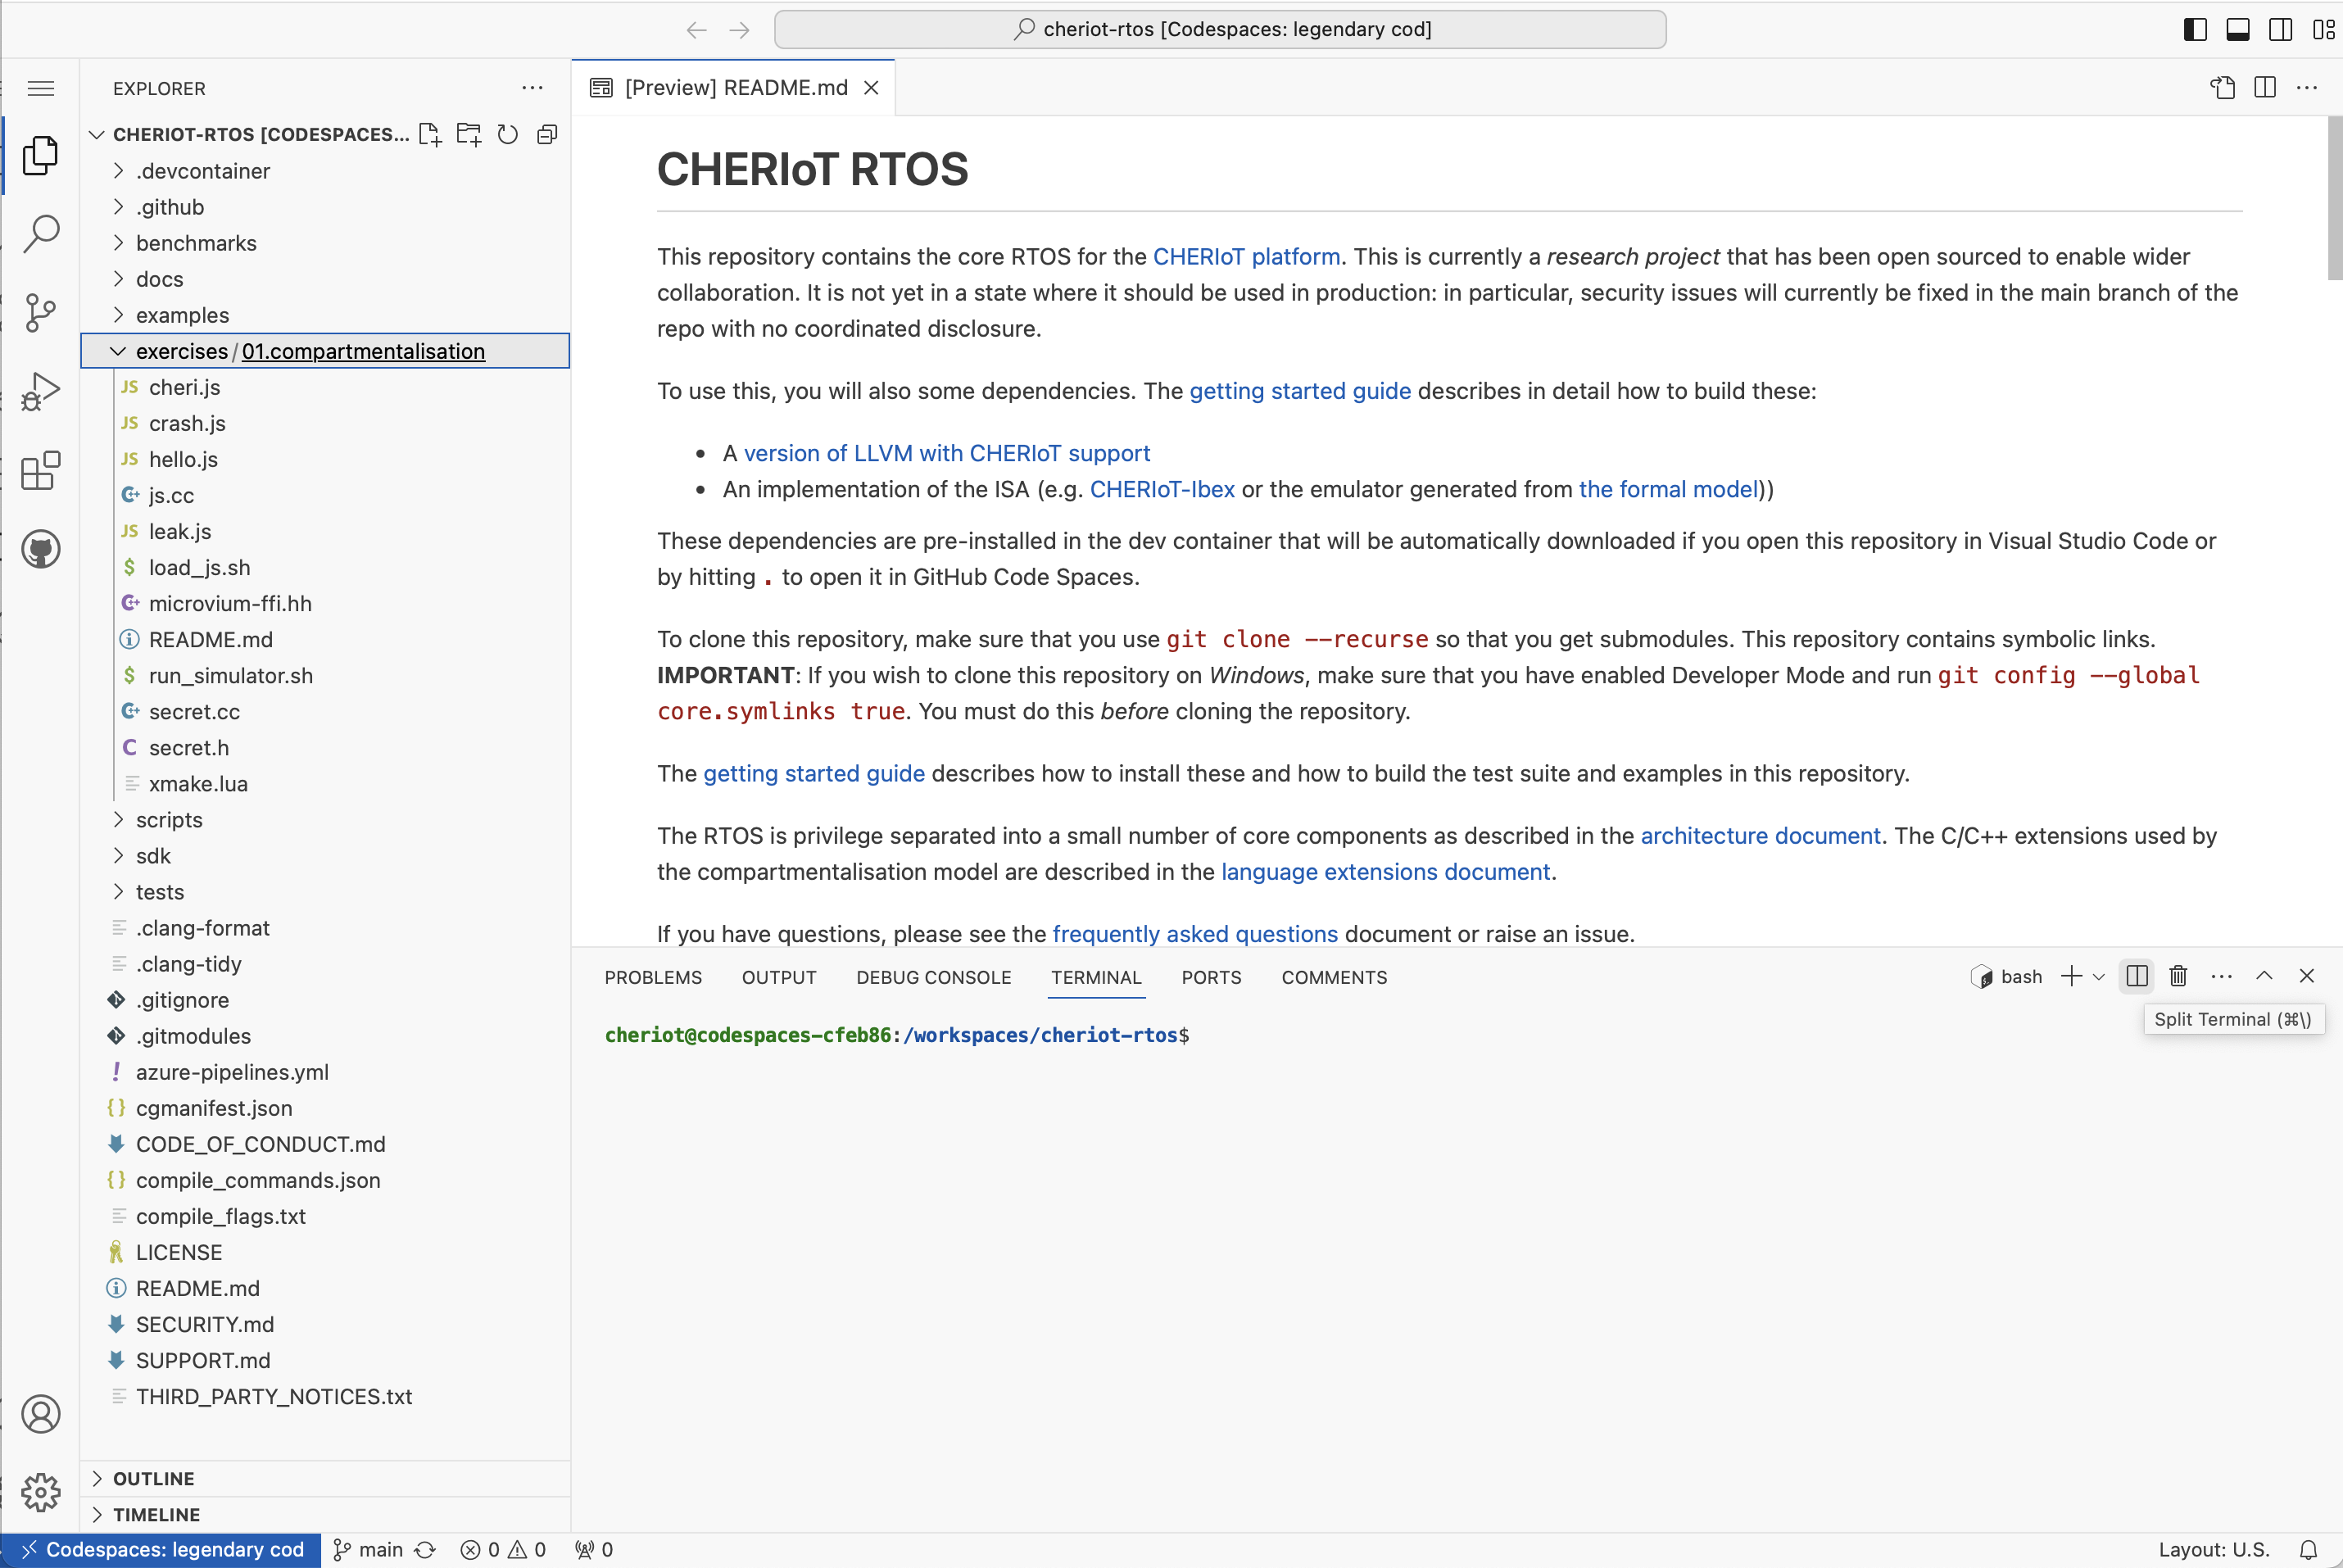 cheriot-rtos [Codespaces: legendary cod]
EXPLORER
CHERIOT-RTOS [CODESPACES...
.devcontainer
.github
benchmarks
docs
examples
exercises/01.compartmentalisation
JS cheri.js
JS crash.js
JS hello.js
js.cc
JS leak.js
$ load_js.sh
microvium-ffi.hh
README.md
$ run_simulator.sh
secret.cc
C secret.h
xmake.lua
scripts
sdk
tests
.clang-format
.clang-tidy
.gitignore
.gitmodules
! azure-pipelines.yml
{} cgmanifest.json
CODE_OF_CONDUCT.md
{} compile_commands.json
compile_flags.txt
LICENSE
README.md
SECURITY.md
SUPPORT.md
THIRD_PARTY_NOTICES.txt
OUTLINE
TIMELINE
[Preview] README.md
CHERIoT RTOS
This repository contains the core RTOS for the CHERIoT platform. This is currently a research project that has been open sourced to enable wider
collaboration. It is not yet in a state where it should be used in production: in particular, security issues will currently be fixed in the main branch of the
repo with no coordinated disclosure.
To use this, you will also some dependencies. The getting started guide describes in detail how to build these:
• A version of LLVM with CHERIoT support
• An implementation of the ISA (e.g. CHERIoT-Ibex or the emulator generated from the formal model))
These dependencies are pre-installed in the dev container that will be automatically downloaded if you open this repository in Visual Studio Code or
by hitting . to open it in GitHub Code Spaces.
To clone this repository, make sure that you use git clone --recurse so that you get submodules. This repository contains symbolic links.
IMPORTANT: If you wish to clone this repository on Windows, make sure that you have enabled Developer Mode and run git config --global
core.symlinks true. You must do this before cloning the repository.
The getting started guide describes how to install these and how to build the test suite and examples in this repository.
The RTOS is privilege separated into a small number of core components as described in the architecture document. The C/C++ extensions used by
the compartmentalisation model are described in the language extensions document.
If you have questions, please see the frequently asked questions document or raise an issue.
PROBLEMS OUTPUT DEBUG CONSOLE TERMINAL PORTS COMMENTS
bash
Split Terminal (⌘\)
cheriot@codespaces-cfeb86:/workspaces/cheriot-rtos$
Codespaces: legendary cod main 0 0 0
Layout: U.S.